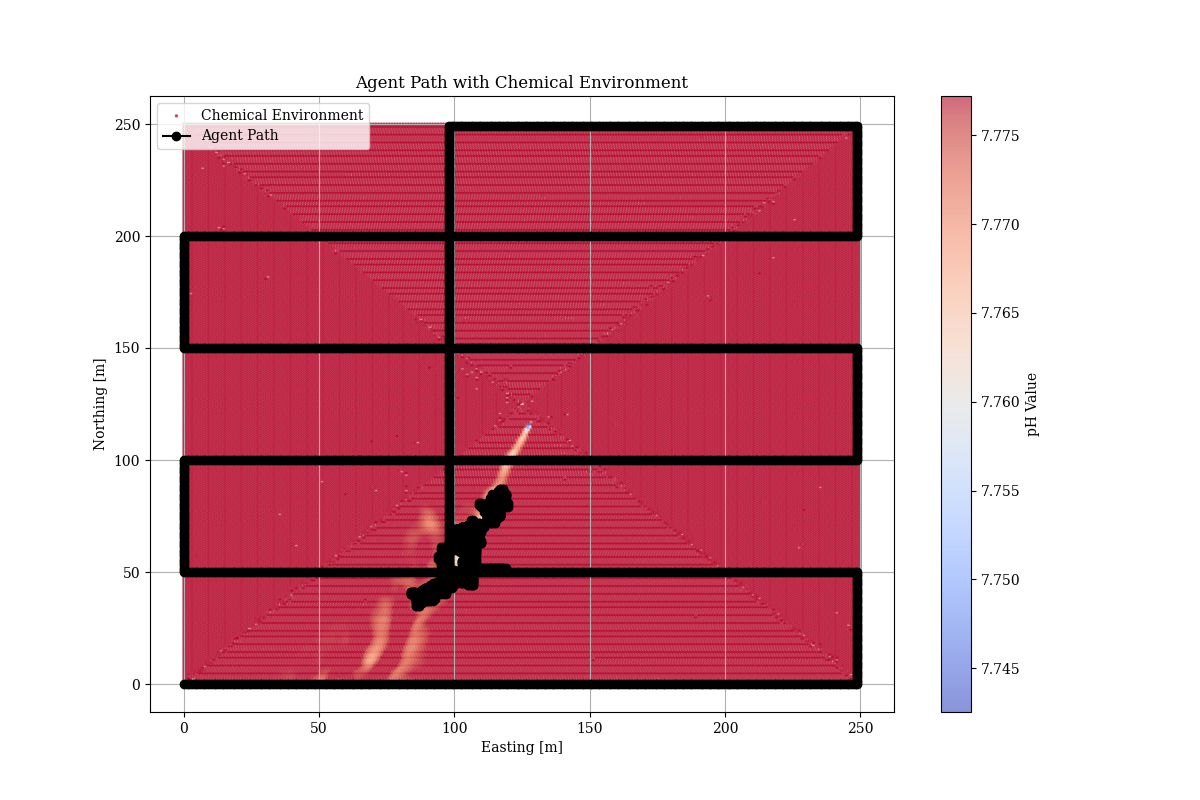 Agent Path with Chemical Environment
Chemical Environment
Agent Path
250
200
150
100
50
0
Northing [m]
0 50 100 150 200 250
Easting [m]
7.775
7.770
7.765
7.760
7.755
7.750
7.745
pH Value